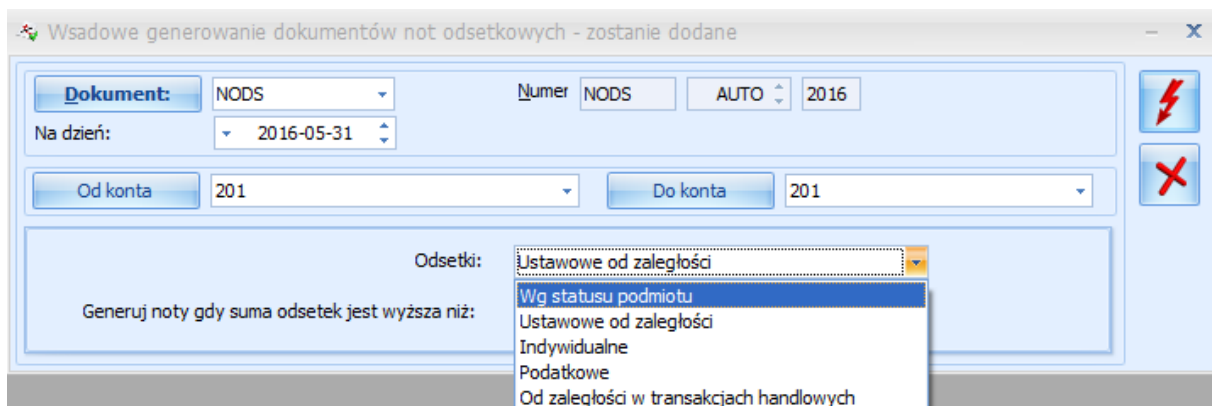 Wsadowe generowanie dokumentów not odsetkowych - zostanie dodane
Dokument: NODS Numer NODS AUTO 2016
Na dzień: 2016-05-31
Od konta 201 Do konta 201
Odsetki: Ustawowe od zaległości
Wg statusu podmiotu
Generuj noty gdy suma odsetek jest wyższa niż:
Ustawowe od zaległości
Indywidualne
Podatkowe
Od zaległości w transakcjach handlowych